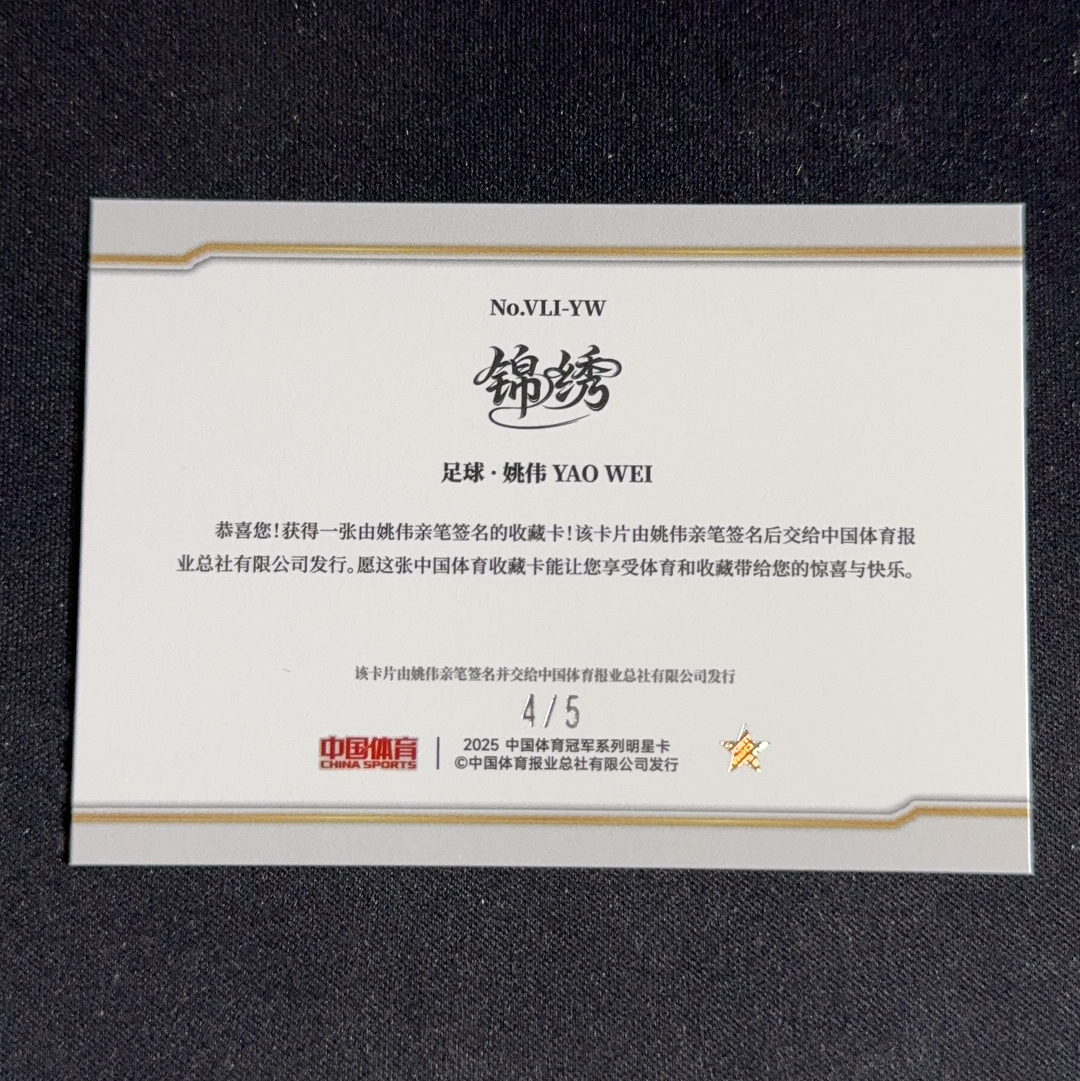 No.VLI-YW
锦绣
足球·姚伟 YAO WEI
恭喜您!获得一张由姚伟亲笔签名的收藏卡!该卡片由姚伟亲笔签名后交给中国体育报
业总社有限公司发行。愿这张中国体育收藏卡能让您享受体育和收藏带给您的惊喜与快乐。
该卡片由姚伟亲笔签名并交给中国体育报业总社有限公司发行
4/5
中国体育
CHINA SPORTS
2025 中国体育冠军系列明星卡
©中国体育报业总社有限公司发行